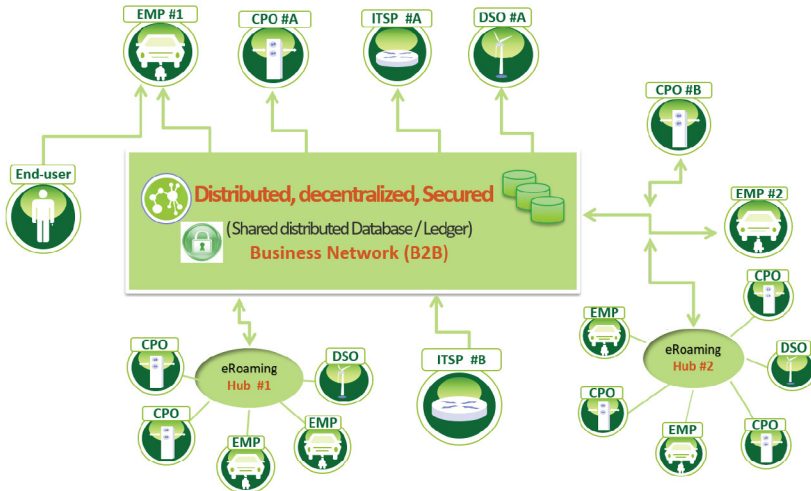 EMP #1
CPO #A
ITSP #A
DSO #A
CPO #B
End-user
EMP #2
Distributed, decentralized, Secured
(Shared distributed Database / Ledger)
Business Network (B2B)
CPO
CPO
eRoaming
Hub #1
DSO
EMP
EMP
ITSP #B
EMP
CPO
eRoaming
Hub #2
DSO
CPO
EMP
CPO